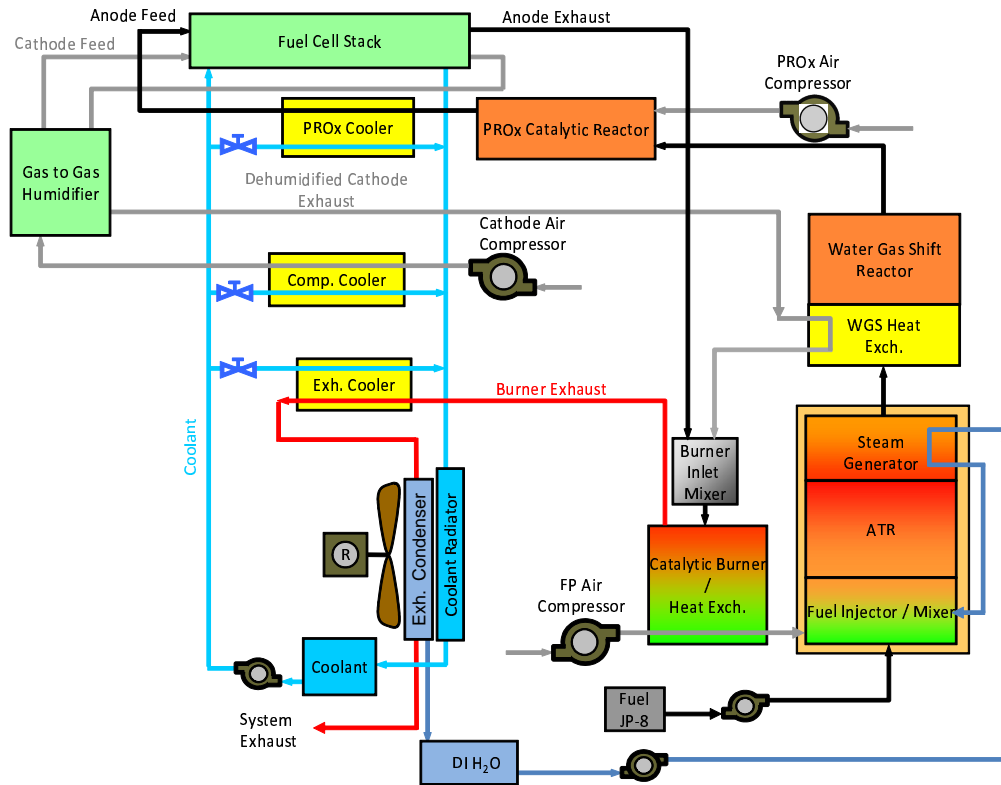 Anode Feed
Anode Exhaust
Cathode Feed
Fuel Cell Stack
PROx Air
Compressor
PROx Cooler
PROx Catalytic Reactor
Gas to Gas
Humidifier
Dehumidified Cathode
Exhaust
Cathode Air
Compressor
Water Gas Shift
Reactor
Comp. Cooler
WGS Heat
Exch.
Exh. Cooler
Burner Exhaust
Coolant
Burner
Inlet
Mixer
Steam
Generator
R
Exh. Condenser
Coolant Radiator
ATR
Catalytic Burner
/
Heat Exch.
FP Air
Compressor
Fuel Injector / Mixer
Coolant
Fuel
JP-8
System
Exhaust
DI H₂O